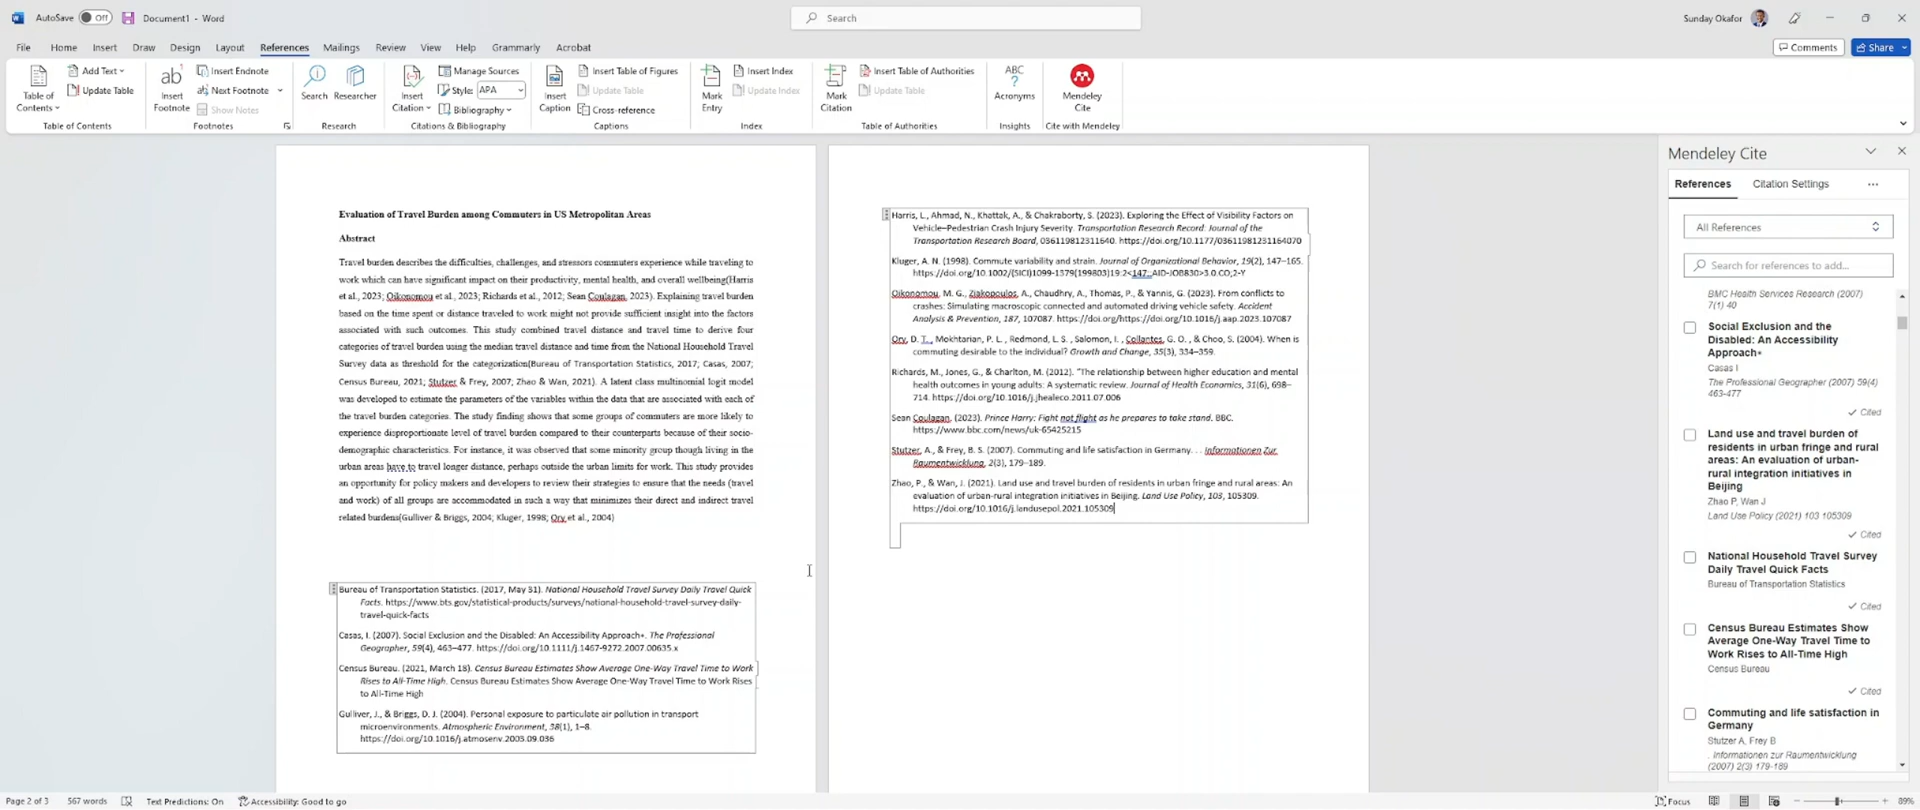 AutoSave Off Document1 - Word Search Sunday Okafor
File Home Insert Draw Design Layout References Mailings Review View Help Grammarly Acrobat Comments Share
Table of Contents
Add Text
Update Table
Table of Contents
ab
Insert Footnote
Insert Endnote
Next Footnote
Show Notes
Footnotes
Search Researcher
Research
Insert Citation
Manage Sources
Style: APA
Bibliography
Citations & Bibliography
Insert Caption
Insert Table of Figures
Update Table
Cross-reference
Captions
Mark Entry
Insert Index
Update Index
Index
Mark Citation
Insert Table of Authorities
Update Table
Table of Authorities
ABC
?
Acronyms
Insights
Mendeley Cite
Cite with Mendeley
Evaluation of Travel Burden among Commuters in US Metropolitan Areas
Abstract
Travel burden describes the difficulties, challenges, and stressors commuters experience while traveling to
work which can have significant impact on their productivity, mental health, and overall wellbeing(Harris
et al., 2023; Oikonomou et al., 2023; Richards et al., 2012; Sean Coulagan, 2023). Explaining travel burden
based on the time spent or distance traveled to work might not provide sufficient insight into the factors
associated with such outcomes. This study combined travel distance and travel time to derive four
categories of travel burden using the median travel distance and time from the National Household Travel
Survey data as threshold for the categorization(Bureau of Transportation Statistics, 2017; Casas, 2007;
Census Bureau, 2021; Stutzer & Frey, 2007; Zhao & Wan, 2021). A latent class multinomial logit model
was developed to estimate the parameters of the variables within the data that are associated with each of
the travel burden categories. The study finding shows that some groups of commuters are more likely to
experience disproportionate level of travel burden compared to their counterparts because of their socio-
demographic characteristics. For instance, it was observed that some minority group though living in the
urban areas have to travel longer distance, perhaps outside the urban limits for work. This study provides
an opportunity for policy makers and developers to review their strategies to ensure that the needs (travel
and work) of all groups are accommodated in such a way that minimizes their direct and indirect travel
related burdens(Gulliver & Briggs, 2004; Kluger, 1998; Ory et al., 2004)
Bureau of Transportation Statistics. (2017, May 31). National Household Travel Survey Daily Travel Quick
Facts. https://www.bts.gov/statistical-products/surveys/national-household-travel-survey-daily-
travel-quick-facts
Casas, I. (2007). Social Exclusion and the Disabled: An Accessibility Approach∗. The Professional
Geographer, 59(4), 463–477. https://doi.org/10.1111/j.1467-9272.2007.00635.x
Census Bureau. (2021, March 18). Census Bureau Estimates Show Average One-Way Travel Time to Work
Rises to All-Time High. Census Bureau Estimates Show Average One-Way Travel Time to Work Rises
to All-Time High
Gulliver, J., & Briggs, D. J. (2004). Personal exposure to particulate air pollution in transport
microenvironments. Atmospheric Environment, 38(1), 1–8.
https://doi.org/10.1016/j.atmosenv.2003.09.036
Harris, L., Ahmad, N., Khattak, A., & Chakraborty, S. (2023). Exploring the Effect of Visibility Factors on
Vehicle–Pedestrian Crash Injury Severity. Transportation Research Record: Journal of the
Transportation Research Board, 036119812311640. https://doi.org/10.1177/03611981231164070
Kluger, A. N. (1998). Commute variability and strain. Journal of Organizational Behavior, 19(2), 147–165.
https://doi.org/10.1002/(SICI)1099-1379(199803)19:2<147::AID-JOB830>3.0.CO;2-Y
Oikonomou, M. G., Ziakopoulos, A., Chaudhry, A., Thomas, P., & Yannis, G. (2023). From conflicts to
crashes: Simulating macroscopic connected and automated driving vehicle safety. Accident
Analysis & Prevention, 187, 107087. https://doi.org/https://doi.org/10.1016/j.aap.2023.107087
Ory, D. T. , Mokhtarian, P. L. , Redmond, L. S. , Salomon, I. , Collantes, G. O. , & Choo, S. (2004). When is
commuting desirable to the individual? Growth and Change, 35(3), 334–359.
Richards, M., Jones, G., & Charlton, M. (2012). "The relationship between higher education and mental
health outcomes in young adults: A systematic review. Journal of Health Economics, 31(6), 698–
714. https://doi.org/10.1016/j.jhealeco.2011.07.006
Sean Coulagan. (2023). Prince Harry: Fight not flight as he prepares to take stand. BBC.
https://www.bbc.com/news/uk-65425215
Stutzer, A., & Frey, B. S. (2007). Commuting and life satisfaction in Germany. . . Informationen Zur
Raumentwicklung, 2(3), 179–189.
Zhao, P., & Wan, J. (2021). Land use and travel burden of residents in urban fringe and rural areas: An
evaluation of urban-rural integration initiatives in Beijing. Land Use Policy, 103, 105309.
https://doi.org/10.1016/j.landusepol.2021.105309
Mendeley Cite
References Citation Settings ...
All References
Search for references to add...
BMC Health Services Research (2007)
7(1) 40
Social Exclusion and the
Disabled: An Accessibility
Approach∗
Casas I
The Professional Geographer (2007) 59(4)
463-477
✓ Cited
Land use and travel burden of
residents in urban fringe and rural
areas: An evaluation of urban-
rural integration initiatives in
Beijing
Zhao P, Wan J
Land Use Policy (2021) 103 105309
✓ Cited
National Household Travel Survey
Daily Travel Quick Facts
Bureau of Transportation Statistics
✓ Cited
Census Bureau Estimates Show
Average One-Way Travel Time to
Work Rises to All-Time High
Census Bureau
✓ Cited
Commuting and life satisfaction in
Germany
Stutzer A, Frey B
. Informationen zur Raumentwicklung
(2007) 2(3) 179-189
Page 2 of 3 567 words Text Predictions: On Accessibility: Good to go Focus 89%